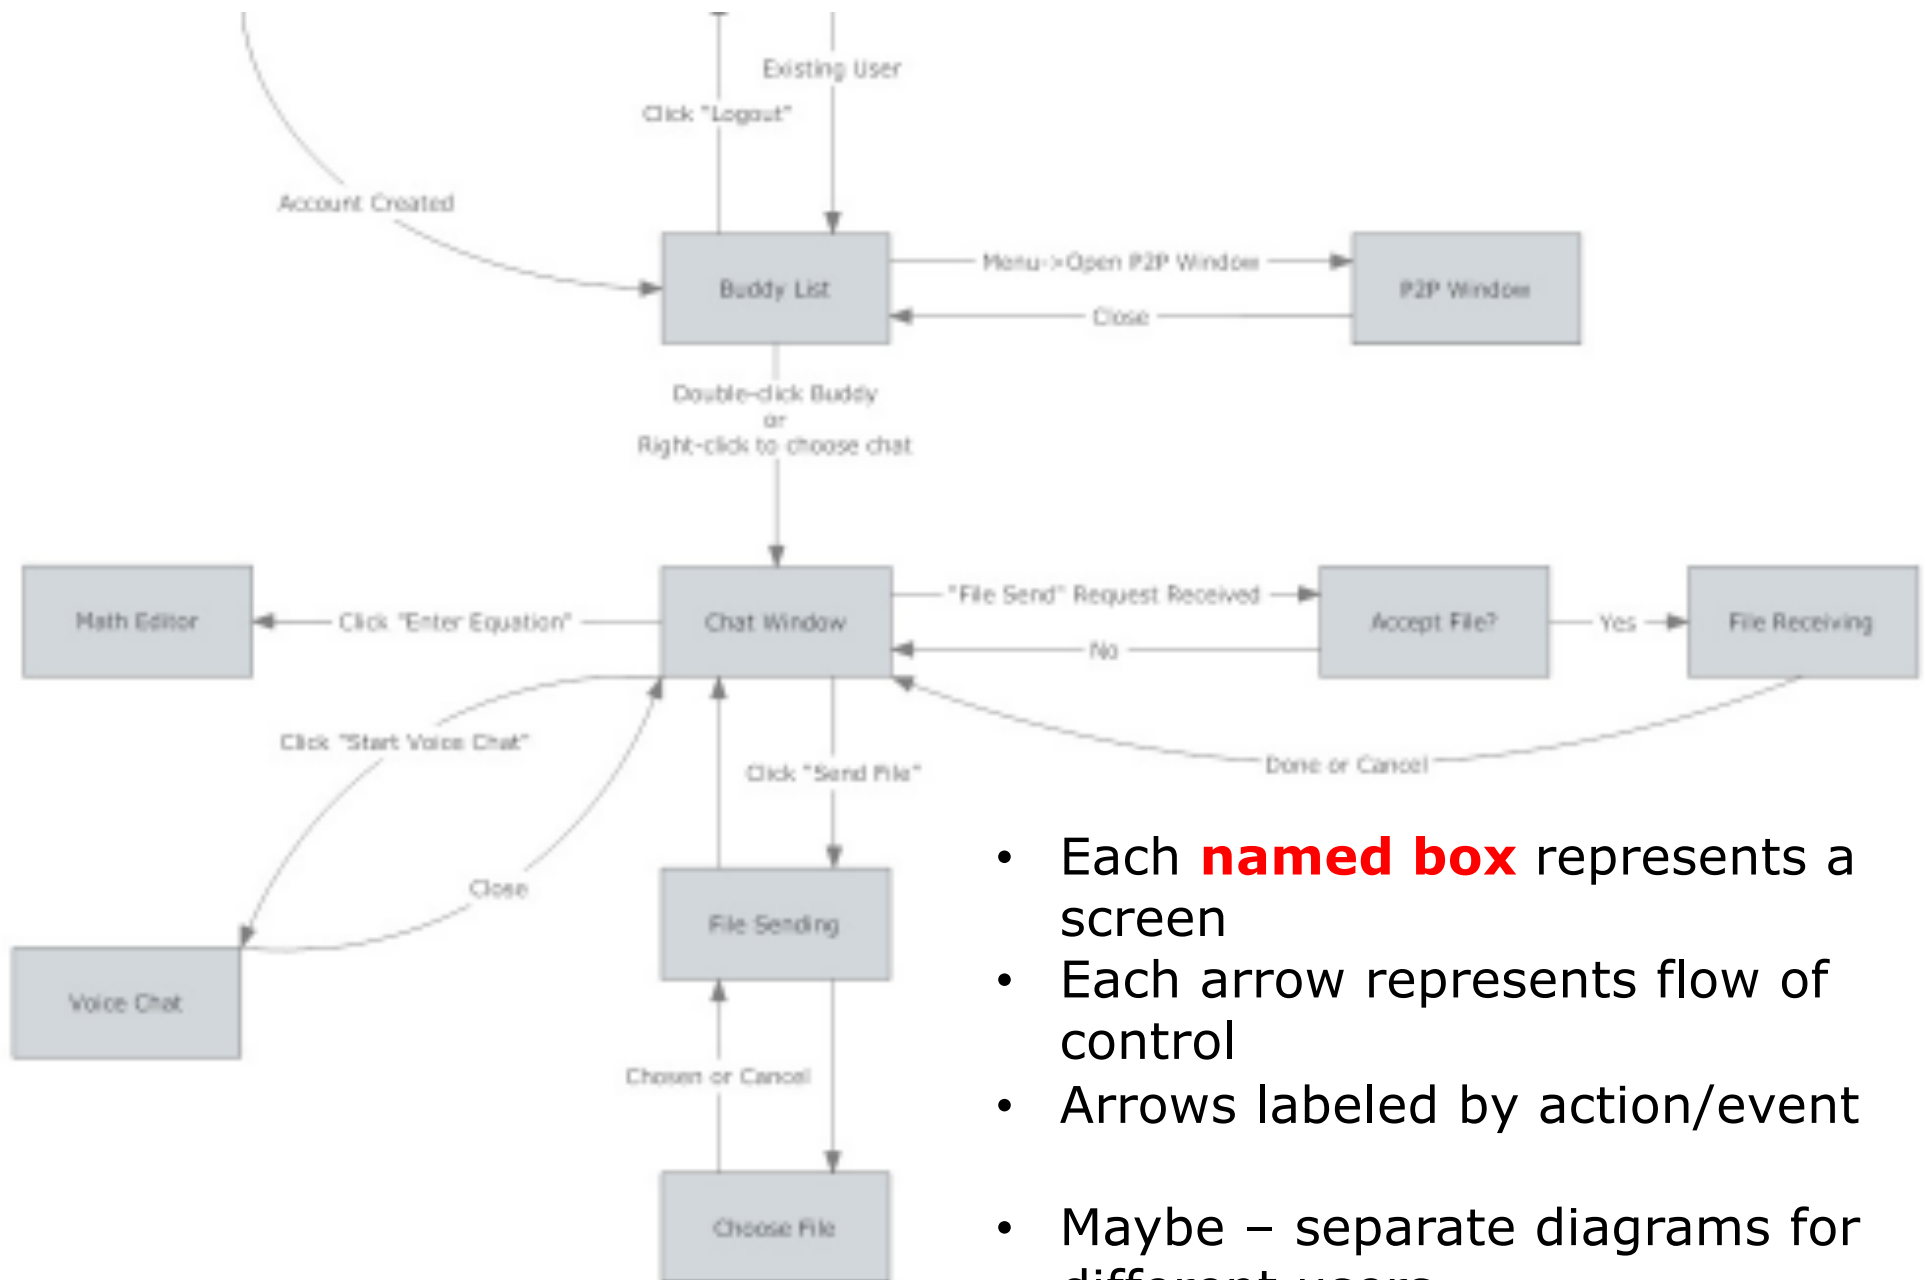 Existing User
Click "Logout"
Account Created
Buddy List
Menu->Open P2P Window
P2P Window
Close
Double-click Buddy
or
Right-click to choose chat
Math Editor
Click "Enter Equation"
Chat Window
"File Send" Request Received
Accept File?
Yes
File Receiving
No
Click "Start Voice Chat"
Click "Send File"
Done or Cancel
Close
File Sending
Voice Chat
Chosen or Cancel
Choose File
• Each named box represents a
screen
• Each arrow represents flow of
control
• Arrows labeled by action/event
• Maybe – separate diagrams for
different users